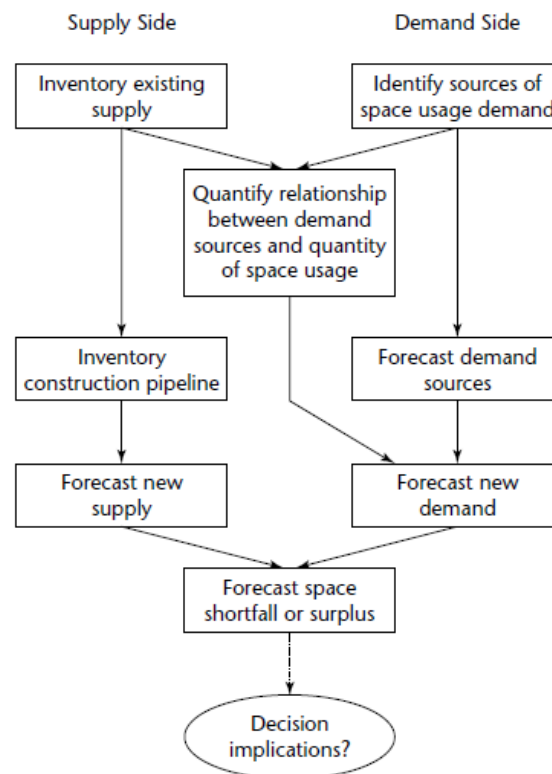 Supply Side
Demand Side
Inventory existing
supply
Identify sources of
space usage demand
Quantify relationship
between demand
sources and quantity
of space usage
Inventory
construction pipeline
Forecast demand
sources
Forecast new
supply
Forecast new
demand
Forecast space
shortfall or surplus
Decision
implications?